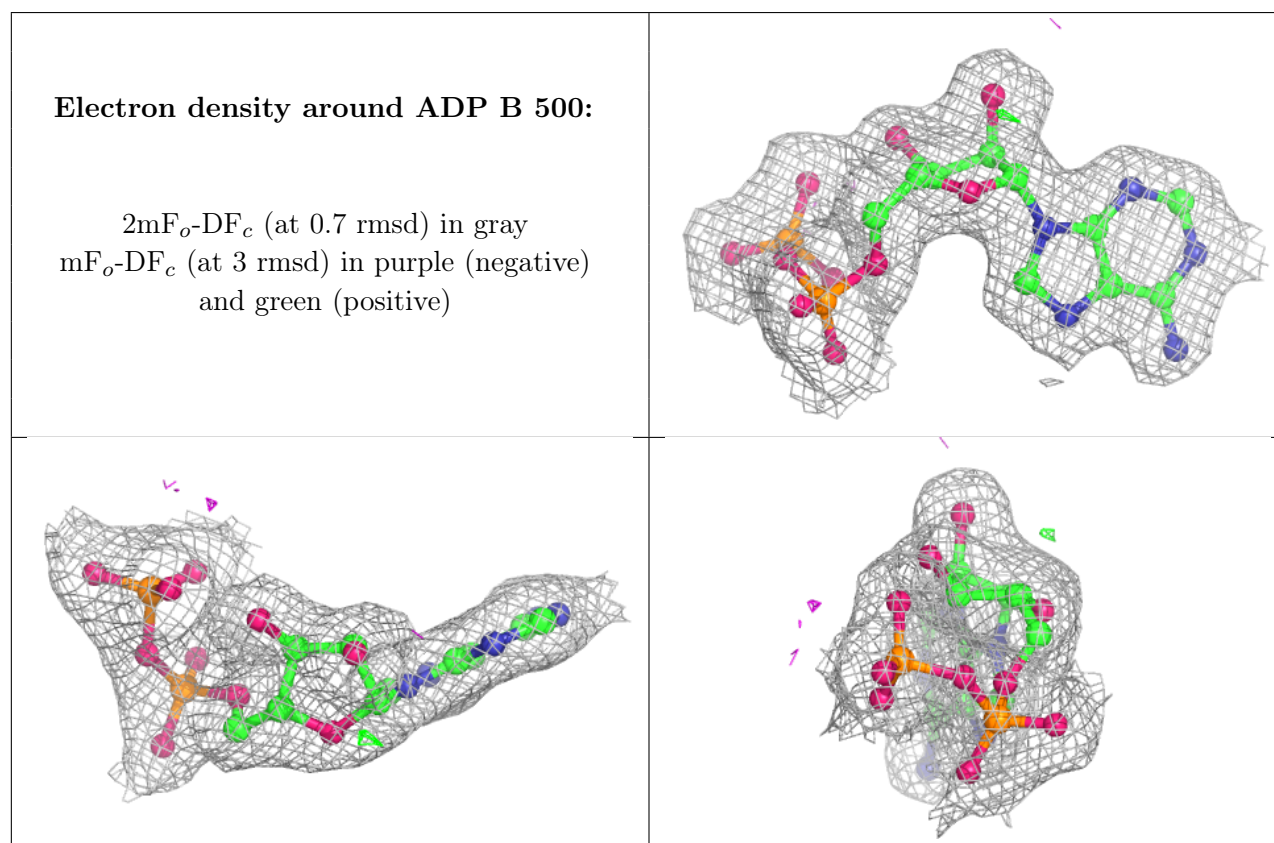 Electron density around ADP B 500:
2mFo-DFc (at 0.7 rmsd) in gray
mFo-DFc (at 3 rmsd) in purple (negative)
and green (positive)